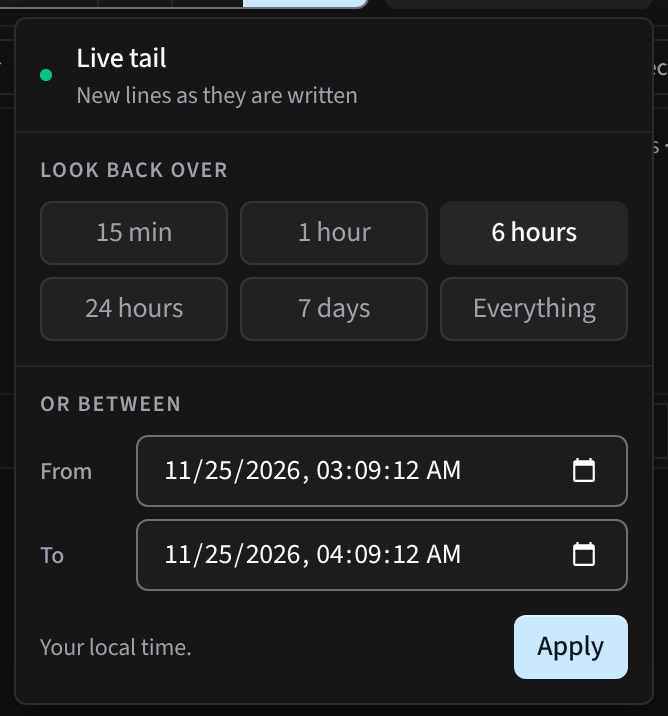 Live tail
New lines as they are written
LOOK BACK OVER
15 min
1 hour
6 hours
24 hours
7 days
Everything
OR BETWEEN
From
11/25/2026, 03:09:12 AM
To
11/25/2026, 04:09:12 AM
Your local time.
Apply